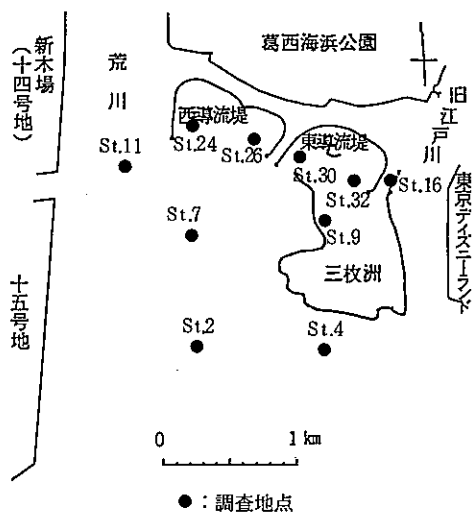 葛西海浜公園
新木場
(十四号地)
荒川
旧江戸川
西導流堤
東導流堤
St.11
St.24
St.26
St.30
St.32
St.16
東京ディズニーランド
St.7
St.9
三枚洲
十五号地
St.2
St.4
0 1 km
●:調査地点